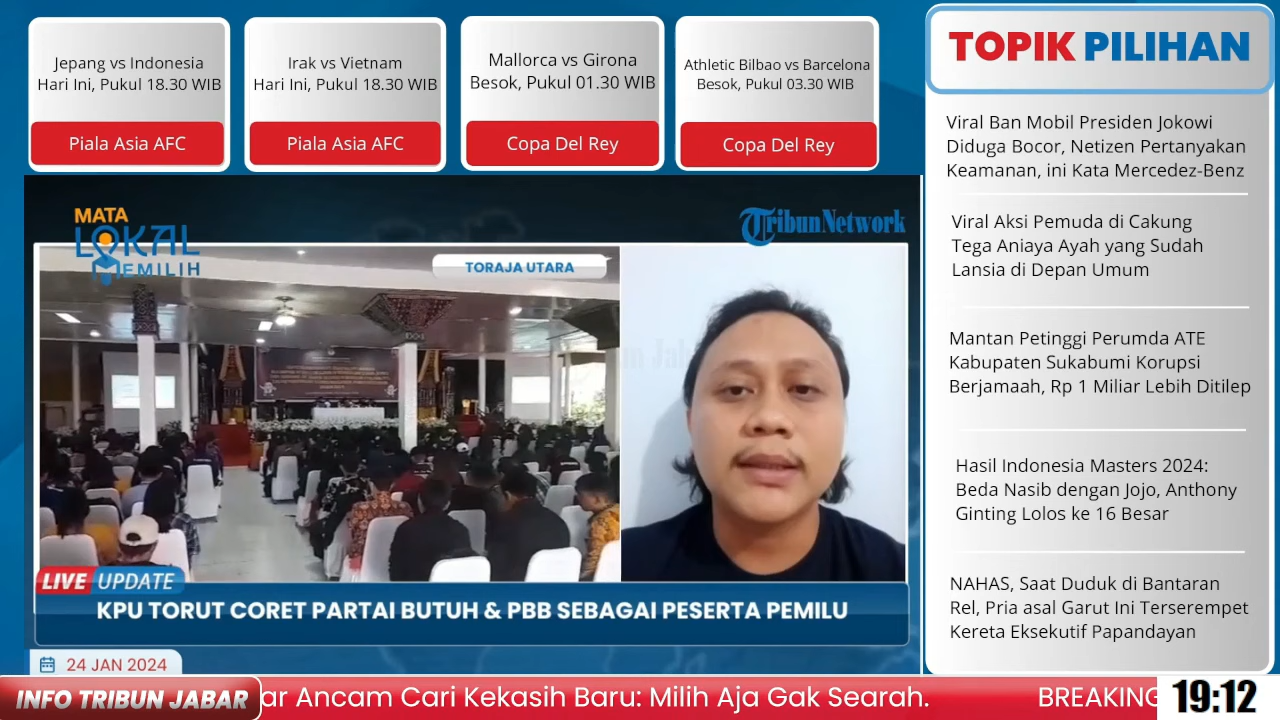 Jepang vs Indonesia
Hari Ini, Pukul 18.30 WIB
Piala Asia AFC
Irak vs Vietnam
Hari Ini, Pukul 18.30 WIB
Piala Asia AFC
Mallorca vs Girona
Besok, Pukul 01.30 WIB
Copa Del Rey
Athletic Bilbao vs Barcelona
Besok, Pukul 03.30 WIB
Copa Del Rey
TOPIK PILIHAN
Viral Ban Mobil Presiden Jokowi
Diduga Bocor, Netizen Pertanyakan
Keamanan, ini Kata Mercedez-Benz
Viral Aksi Pemuda di Cakung
Tega Aniaya Ayah yang Sudah
Lansia di Depan Umum
Mantan Petinggi Perumda ATE
Kabupaten Sukabumi Korupsi
Berjamaah, Rp 1 Miliar Lebih Ditilep
Hasil Indonesia Masters 2024:
Beda Nasib dengan Jojo, Anthony
Ginting Lolos ke 16 Besar
NAHAS, Saat Duduk di Bantaran
Rel, Pria asal Garut Ini Terserempet
Kereta Eksekutif Papandayan
MATA
LOKAL
MEMILIH
TribunNetwork
TORAJA UTARA
LIVE UPDATE
KPU TORUT CORET PARTAI BUTUH & PBB SEBAGAI PESERTA PEMILU
24 JAN 2024
INFO TRIBUN JABAR
ar Ancam Cari Kekasih Baru: Milih Aja Gak Searah. BREAKING
19:12